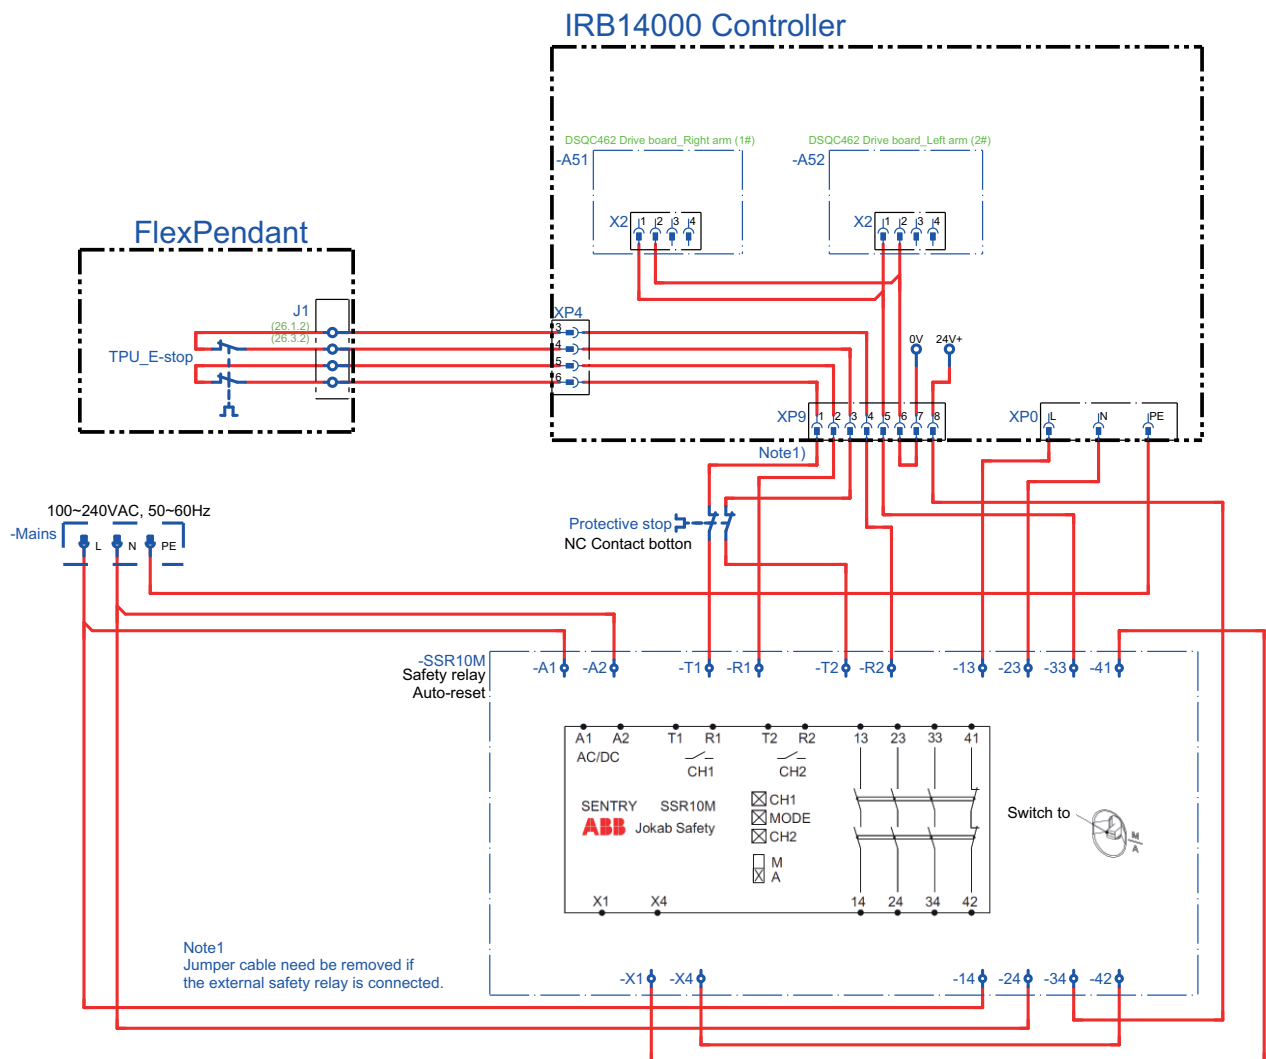 IRB14000 Controller
DSQC462 Drive board_Right arm (1#)
DSQC462 Drive board_Left arm (2#)
-A51
-A52
X2 1 2 3 4
X2 1 2 3 4
FlexPendant
J1
(26.1.2)
(26.3.2)
TPU_E-stop
XP4
3
4
5
6
0V 24V+
XP9 1 2 3 4 5 6 7 8
XP0 L N PE
Note1)
100~240VAC, 50~60Hz
-Mains
L N PE
Protective stop
NC Contact botton
-SSR10M
Safety relay
Auto-reset
-A1 -A2 -T1 -R1 -T2 -R2 -13 -23 -33 -41
A1 A2 T1 R1 T2 R2 13 23 33 41
AC/DC
CH1 CH2
SENTRY SSR10M
ABB Jokab Safety
CH1
MODE
CH2
M
A
Switch to
M
A
X1 X4 14 24 34 42
Note1
Jumper cable need be removed if
the external safety relay is connected.
-X1 -X4 -14 -24 -34 -42